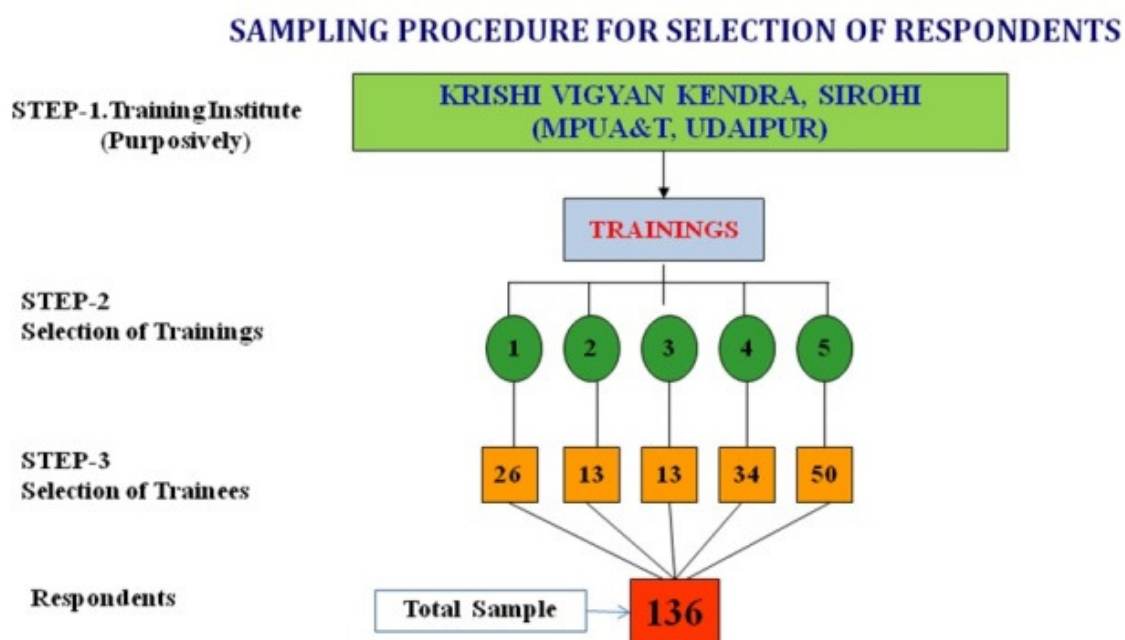 SAMPLING PROCEDURE FOR SELECTION OF RESPONDENTS
STEP-1.Training Institute
(Purposively)
KRISHI VIGYAN KENDRA, SIROHI
(MPUA&T, UDAIPUR)
TRAININGS
STEP-2
Selection of Trainings
1 2 3 4 5
STEP-3
Selection of Trainees
26 13 13 34 50
Respondents
Total Sample
136